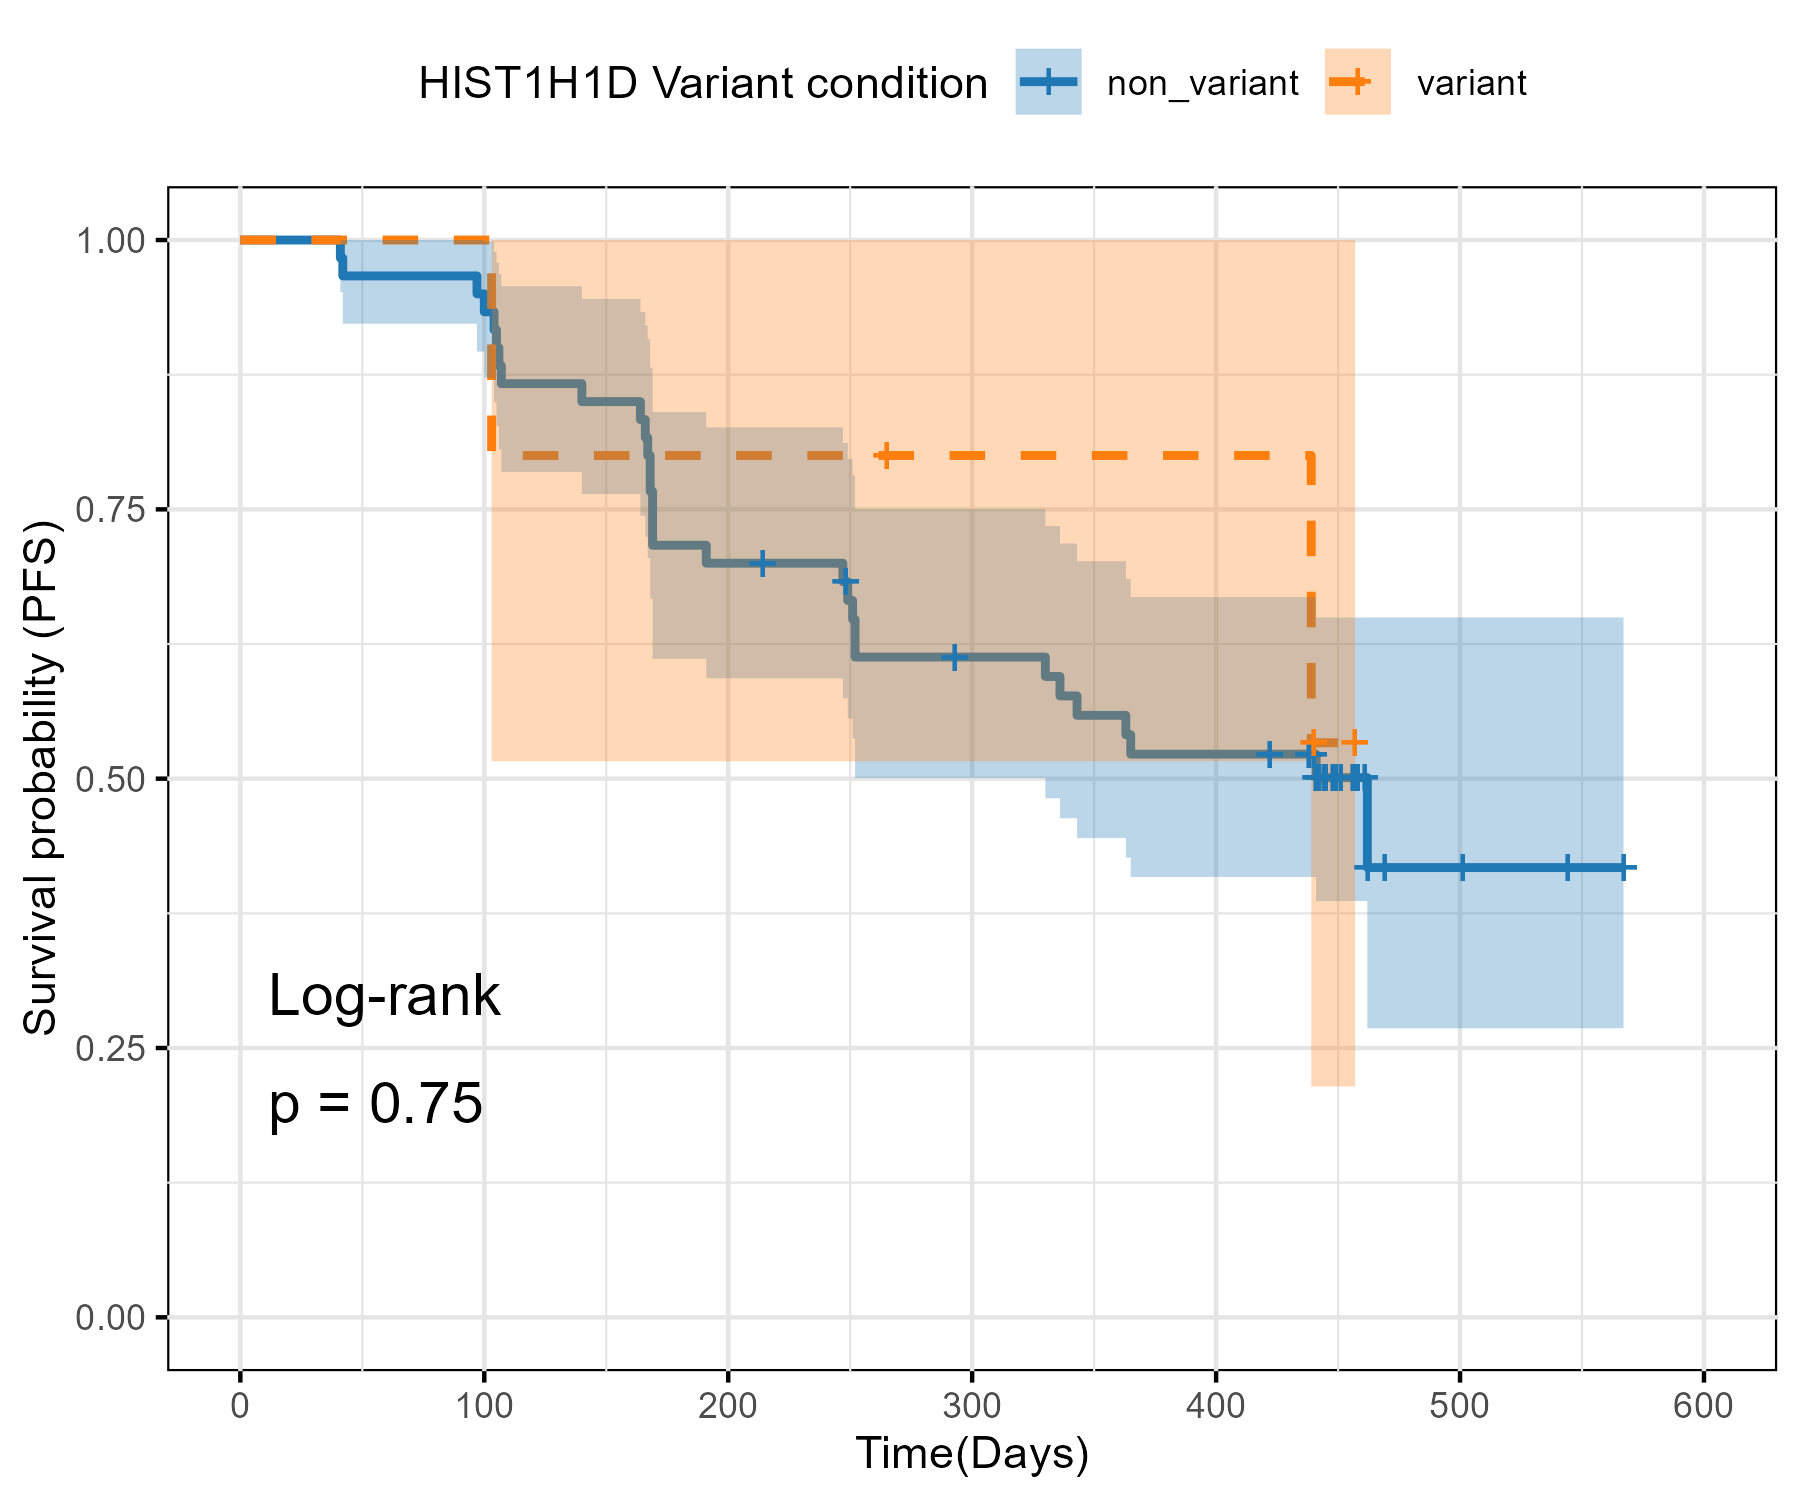 HIST1H1D Variant condition non_variant variant
1.00
0.75
0.50
0.25
0.00
Survival probability (PFS)
Log-rank
p = 0.75
0 100 200 300 400 500 600
Time(Days)